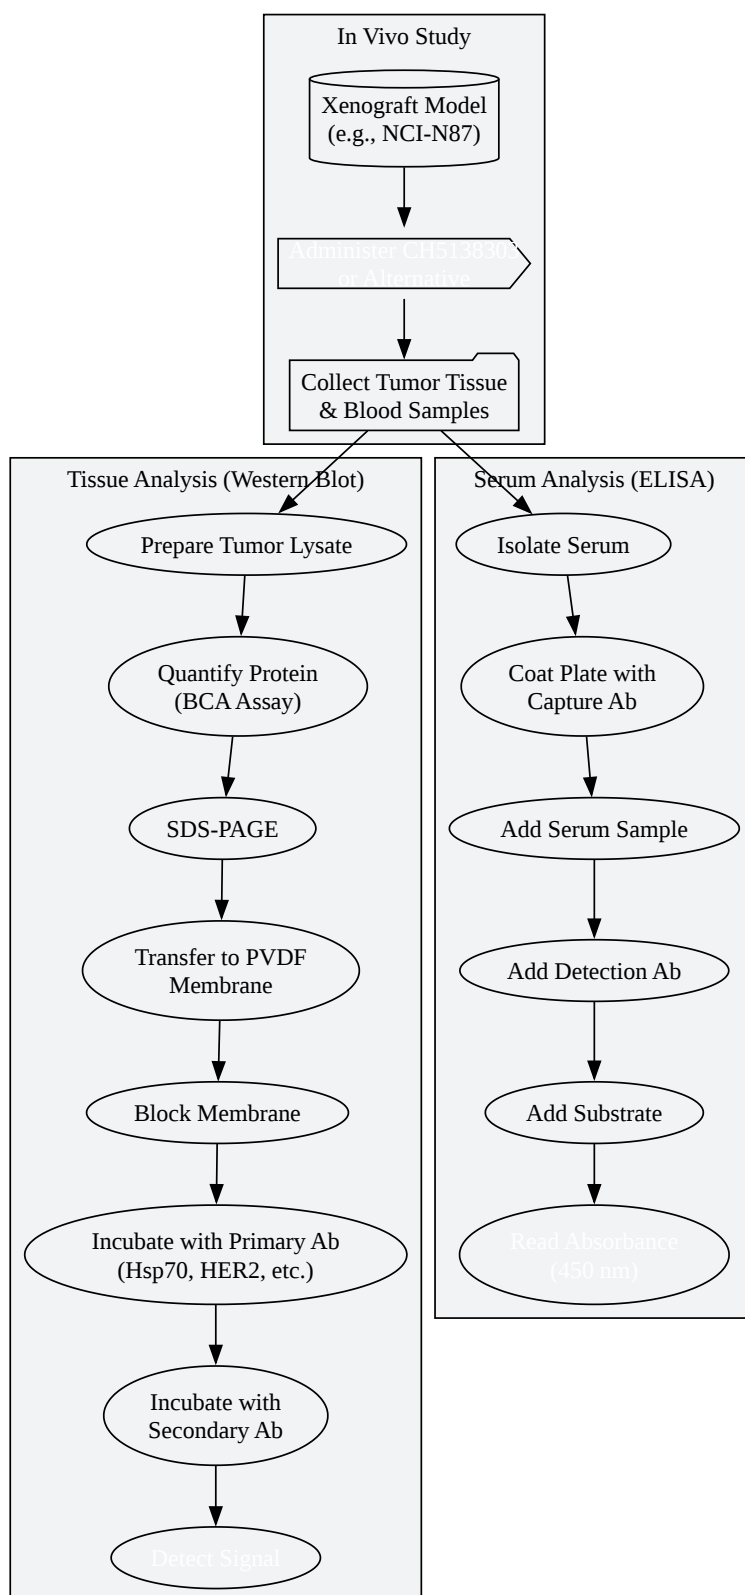 In Vivo Study
Xenograft Model
(e.g., NCI-N87)
Administer CH5138303
or Alternative
Collect Tumor Tissue
& Blood Samples
Tissue Analysis (Western Blot)
Prepare Tumor Lysate
Quantify Protein
(BCA Assay)
SDS-PAGE
Transfer to PVDF
Membrane
Block Membrane
Incubate with Primary Ab
(Hsp70, HER2, etc.)
Incubate with
Secondary Ab
Detect Signal
Serum Analysis (ELISA)
Isolate Serum
Coat Plate with
Capture Ab
Add Serum Sample
Add Detection Ab
Add Substrate
Read Absorbance
(450 nm)